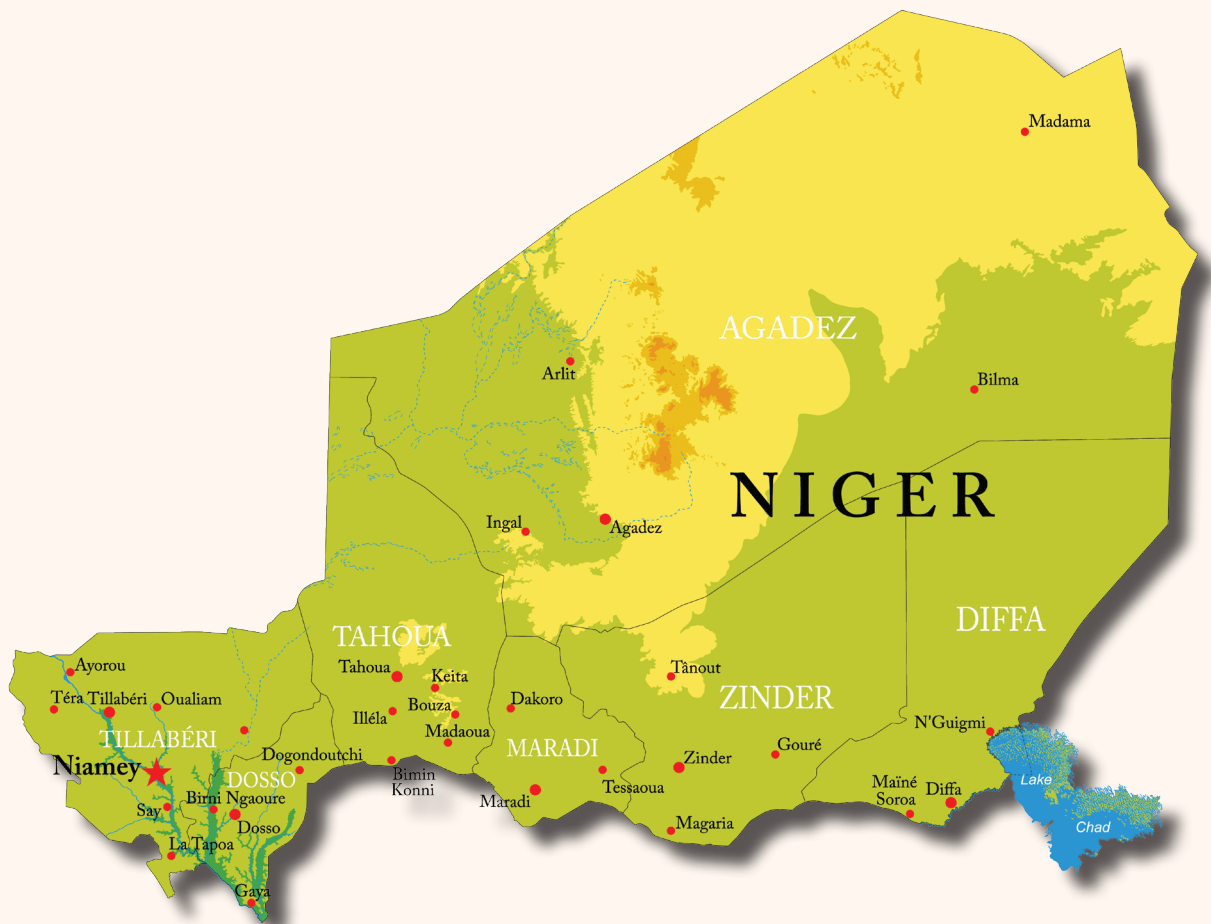 Madama
AGADEZ
Arlit
Bilma
NIGER
Ingal
Agadez
DIFFA
TAHOUA
Ayorou
Tahoua
Keita
Tânout
ZINDER
Téra
Tillabéri
Oualiam
Illéla
Bouza
Dakoro
Madaoua
N'Guigmi
TILLABÉRI
MARADI
Gouré
Dogondoutchi
Zinder
Niamey
DOSSO
Bimin
Konni
Tessaoua
Lake
Maïné
Soroa
Diffa
Say
Birni Ngaoure
Maradi
Dosso
Magaria
Chad
La Tapoa
Gaya